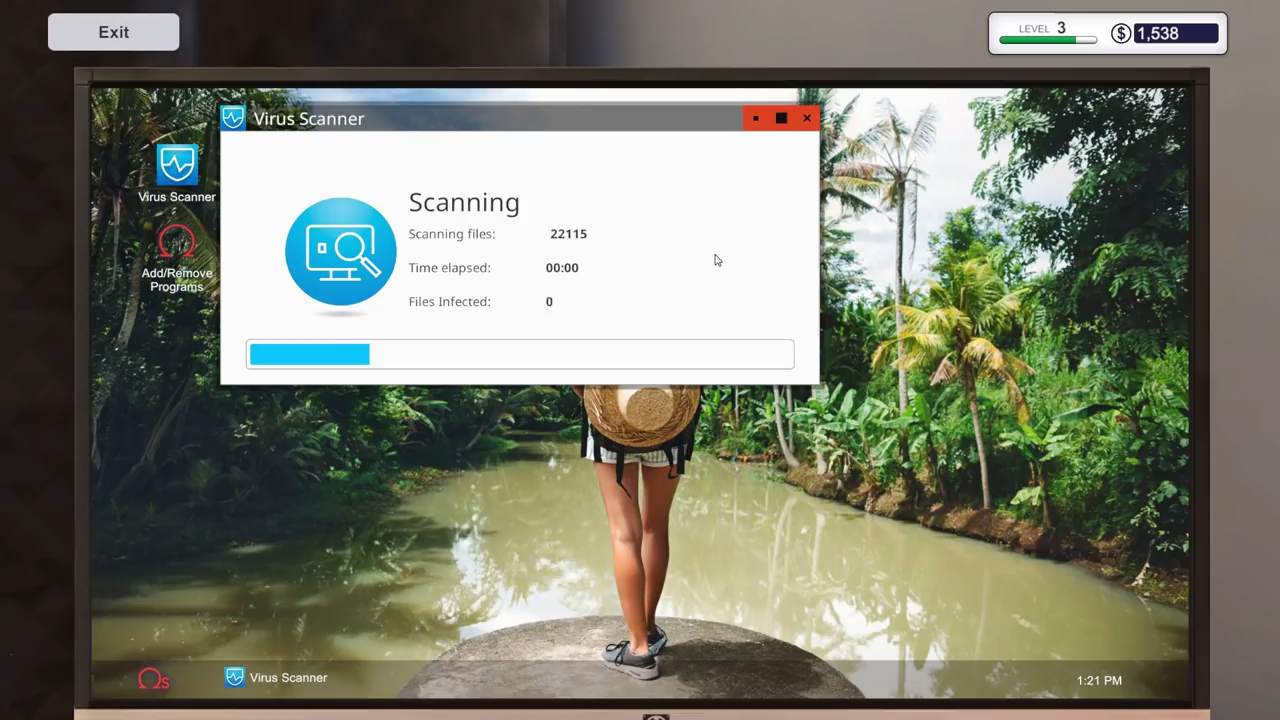 Exit
LEVEL 3
$ 1,538
Virus Scanner
Virus Scanner
Add/Remove
Programs
Scanning
Scanning files: 22115
Time elapsed: 00:00
Files Infected: 0
Ωs
Virus Scanner
1:21 PM